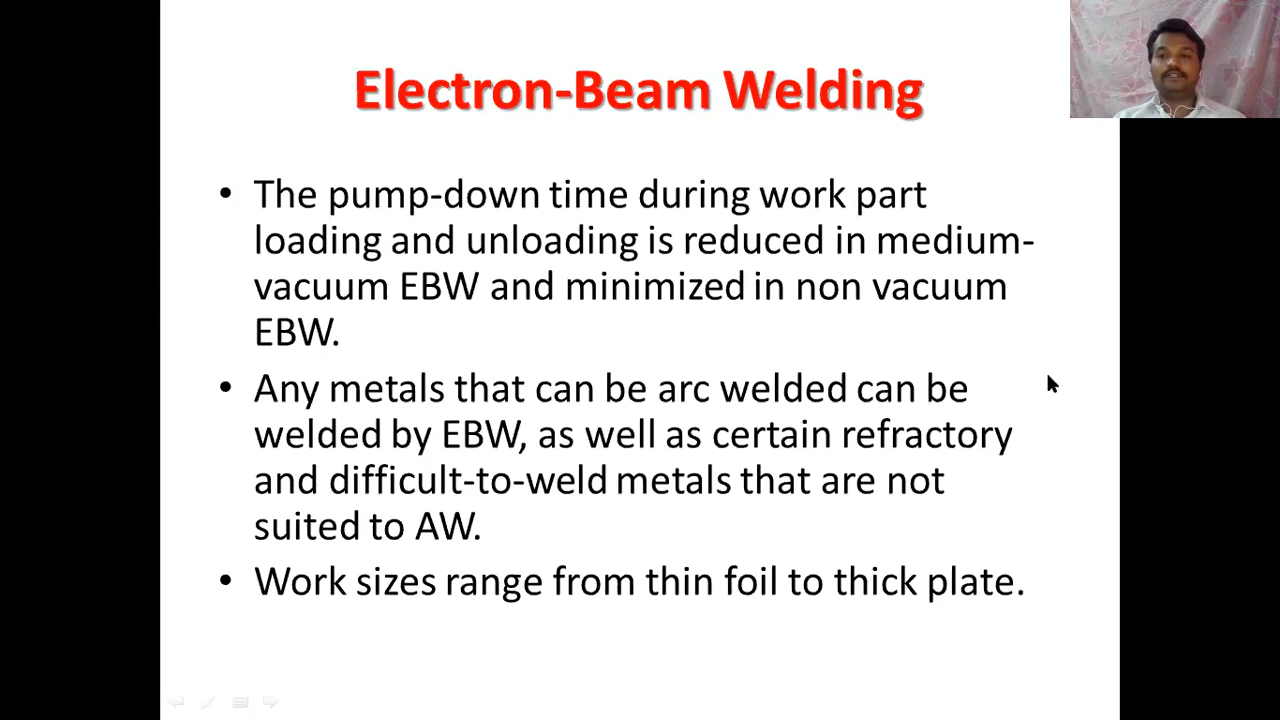 Electron-Beam Welding
• The pump-down time during work part
loading and unloading is reduced in medium-
vacuum EBW and minimized in non vacuum
EBW.
• Any metals that can be arc welded can be
welded by EBW, as well as certain refractory
and difficult-to-weld metals that are not
suited to AW.
• Work sizes range from thin foil to thick plate.